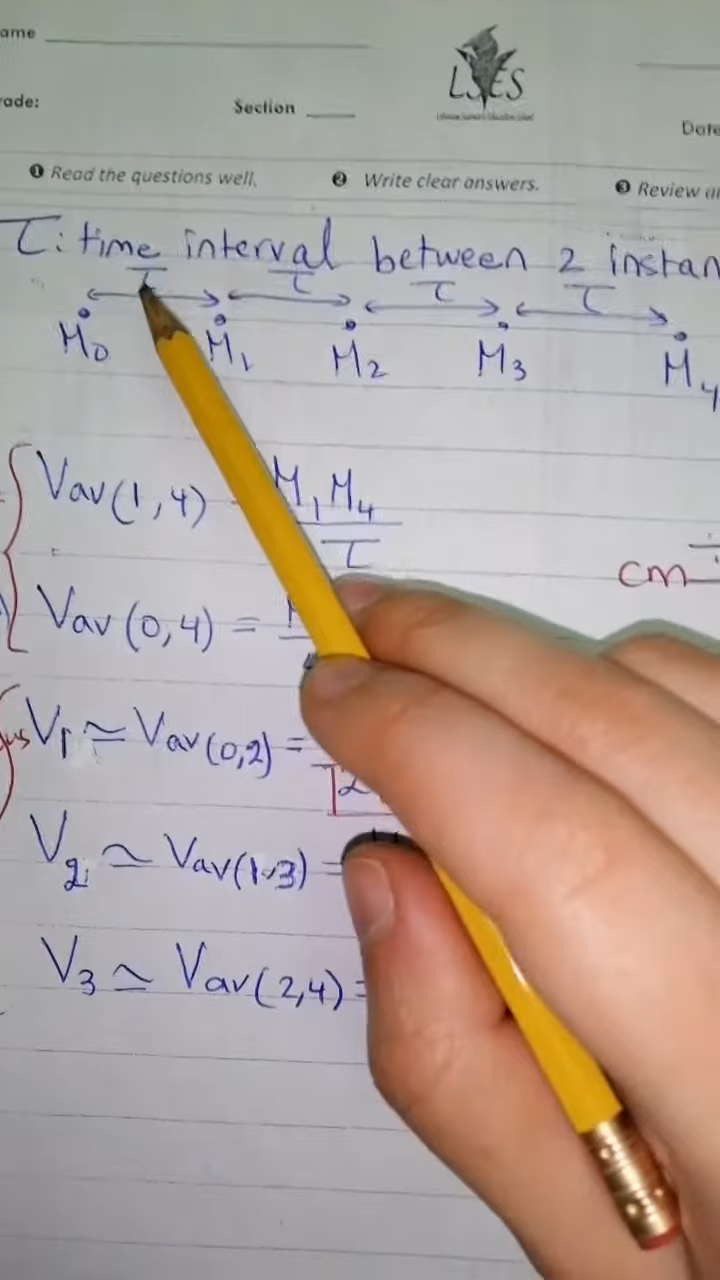 ame
LSES
rade:
Section
Date
❶ Read the questions well. ❷ Write clear answers. ❸ Review
τ: time interval between 2 instan
τ τ τ τ
M₀ M₁ M₂ M₃ M₄
Vav(1,4) = M₁M₄
τ
cm
Vav(0,4) =
V₁ ≃ Vav(0,2) =
2
V₂ ≃ Vav(1,3) =
V₃ ≃ Vav(2,4) =